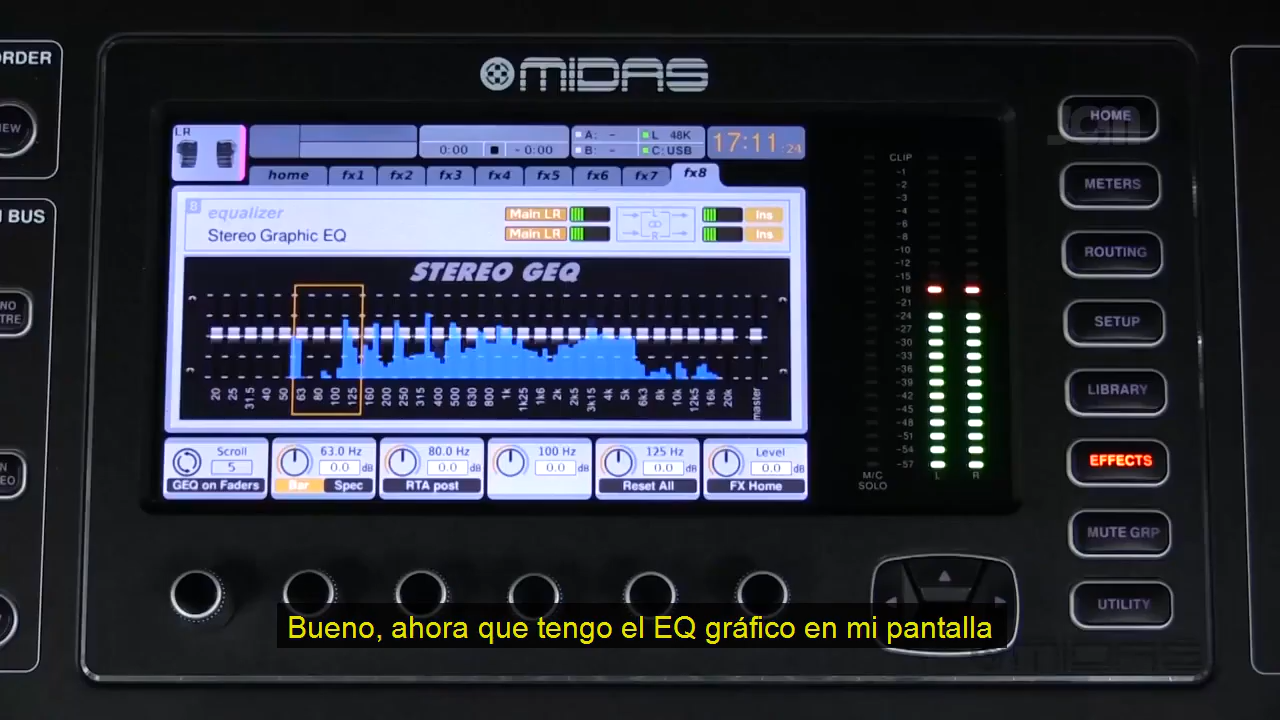 ORDER
MIDAS
IEW
HOME
JCM
LR
0:00
- 0:00
A: -
L 48K
B: -
C: USB
17:11:24
CLIP
home
fx1
fx2
fx3
fx4
fx5
fx6
fx7
fx8
-1
-2
-3
-4
-6
-8
-10
-12
-15
-18
-21
-24
-27
-30
-33
-36
-39
-42
-45
-48
-51
-54
-57
METERS
BUS
8
equalizer
Main LR
Ins
Stereo Graphic EQ
Main LR
Ins
L
R
ROUTING
STEREO GEQ
NO
TRE
SETUP
20
25
31.5
40
50
63
80
100
125
160
200
250
315
400
500
630
800
1k
1k25
1k6
2k
2k5
3k15
4k
5k
6k3
8k
10k
12k5
16k
20k
master
LIBRARY
Scroll
5
GEQ on Faders
63.0 Hz
0.0 dB
Bar
Spec
80.0 Hz
0.0 dB
RTA post
100 Hz
0.0 dB
125 Hz
0.0 dB
Reset All
Level
0.0 dB
FX Home
MIC
SOLO
L
R
EFFECTS
N
EO
MUTE GRP
UTILITY
Bueno, ahora que tengo el EQ gráfico en mi pantalla
MIDAS